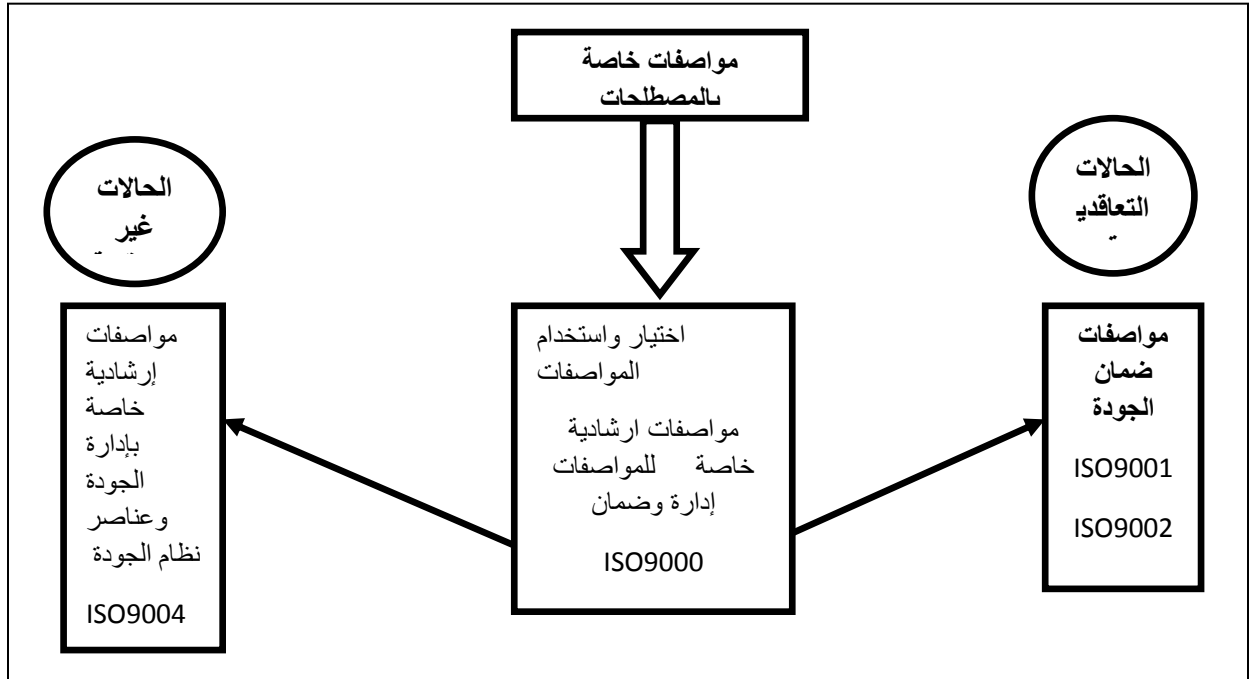 مواصفات خاصة
بالمصطلحات
الحالات
التعاقدي
الحالات
غير
مواصفات
ضمان
الجودة
ISO9001
ISO9002
اختيار واستخدام
المواصفات
مواصفات ارشادية
خاصة للمواصفات
إدارة وضمان
ISO9000
مواصفات
إرشادية
خاصة
بإدارة
الجودة
وعناصر
نظام الجودة
ISO9004